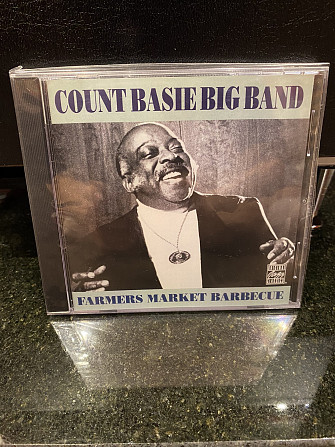 COUNT BASIE BIG BAND
FARMERS MARKET BARBECUE